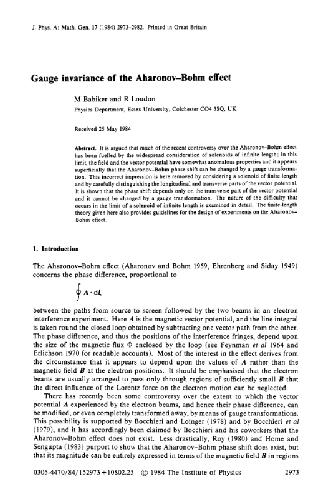 J. Phys. A: Math. Gen. 17 (1984) 2973-2982. Printed in Great Britain
Gauge invariance of the Aharonov–Bohm effect
M Babiker and R Loudon
Physics Department, Essex University, Colchester CO4 3SQ, UK
Received 25 May 1984
Abstract. It is argued that much of the recent controversy over the Aharonov–Bohm effect
has been fuelled by the widespread consideration of solenoids of infinite length; in this
limit, the field and the vector potential have somewhat anomalous properties and it appears
superficially that the Aharonov–Bohm phase shift can be changed by a gauge transforma-
tion. This incorrect impression is here removed by considering a solenoid of finite length
and by carefully distinguishing the longitudinal and transverse parts of the vector potential.
It is shown that the phase shift depends only on the transverse part of the vector potential
and it cannot be changed by a gauge transformation. The nature of the difficulty that
occurs in the limit of a solenoid of infinite length is examined in detail. The finite-length
theory given here also provides guidelines for the design of experiments on the Aharonov–
Bohm effect.
1. Introduction
The Aharonov–Bohm effect (Aharonov and Bohm 1959, Ehrenberg and Siday 1949)
concerns the phase difference, proportional to
∮ A · dl,
between the paths from source to screen followed by the two beams in an electron
interference experiment. Here A is the magnetic vector potential, and the line integral
is taken round the closed loop obtained by subtracting one vector path from the other.
The phase difference, and thus the positions of the interference fringes, depend upon
the size of the magnetic flux Φ enclosed by the loop (see Feynman et al 1964 and
Erlichson 1970 for readable accounts). Most of the interest in the effect derives from
the circumstance that it appears to depend upon the values of A rather than the
magnetic field B at the electron positions. It should be emphasised that the electron
beams are usually arranged to pass only through regions of sufficiently small B that
the direct influence of the Lorentz force on the electron motion can be neglected.
There has recently been some controversy over the extent to which the vector
potential A experienced by the electron beams, and hence their phase difference, can
be modified, or even completely transformed away, by means of gauge transformations.
This possibility is supported by Bocchieri and Loinger (1978) and by Bocchieri et al
(1979), and it has accordingly been claimed by Bocchieri and his coworkers that the
Aharonov–Bohm effect does not exist. Less drastically, Roy (1980) and Home and
Sengupta (1983) purport to show that the Aharonov–Bohm phase shift does exist, but
that its magnitude can be entirely expressed in terms of the magnetic field B in regions
0305-4470/84/152973+10$02.25 © 1984 The Institute of Physics 2973